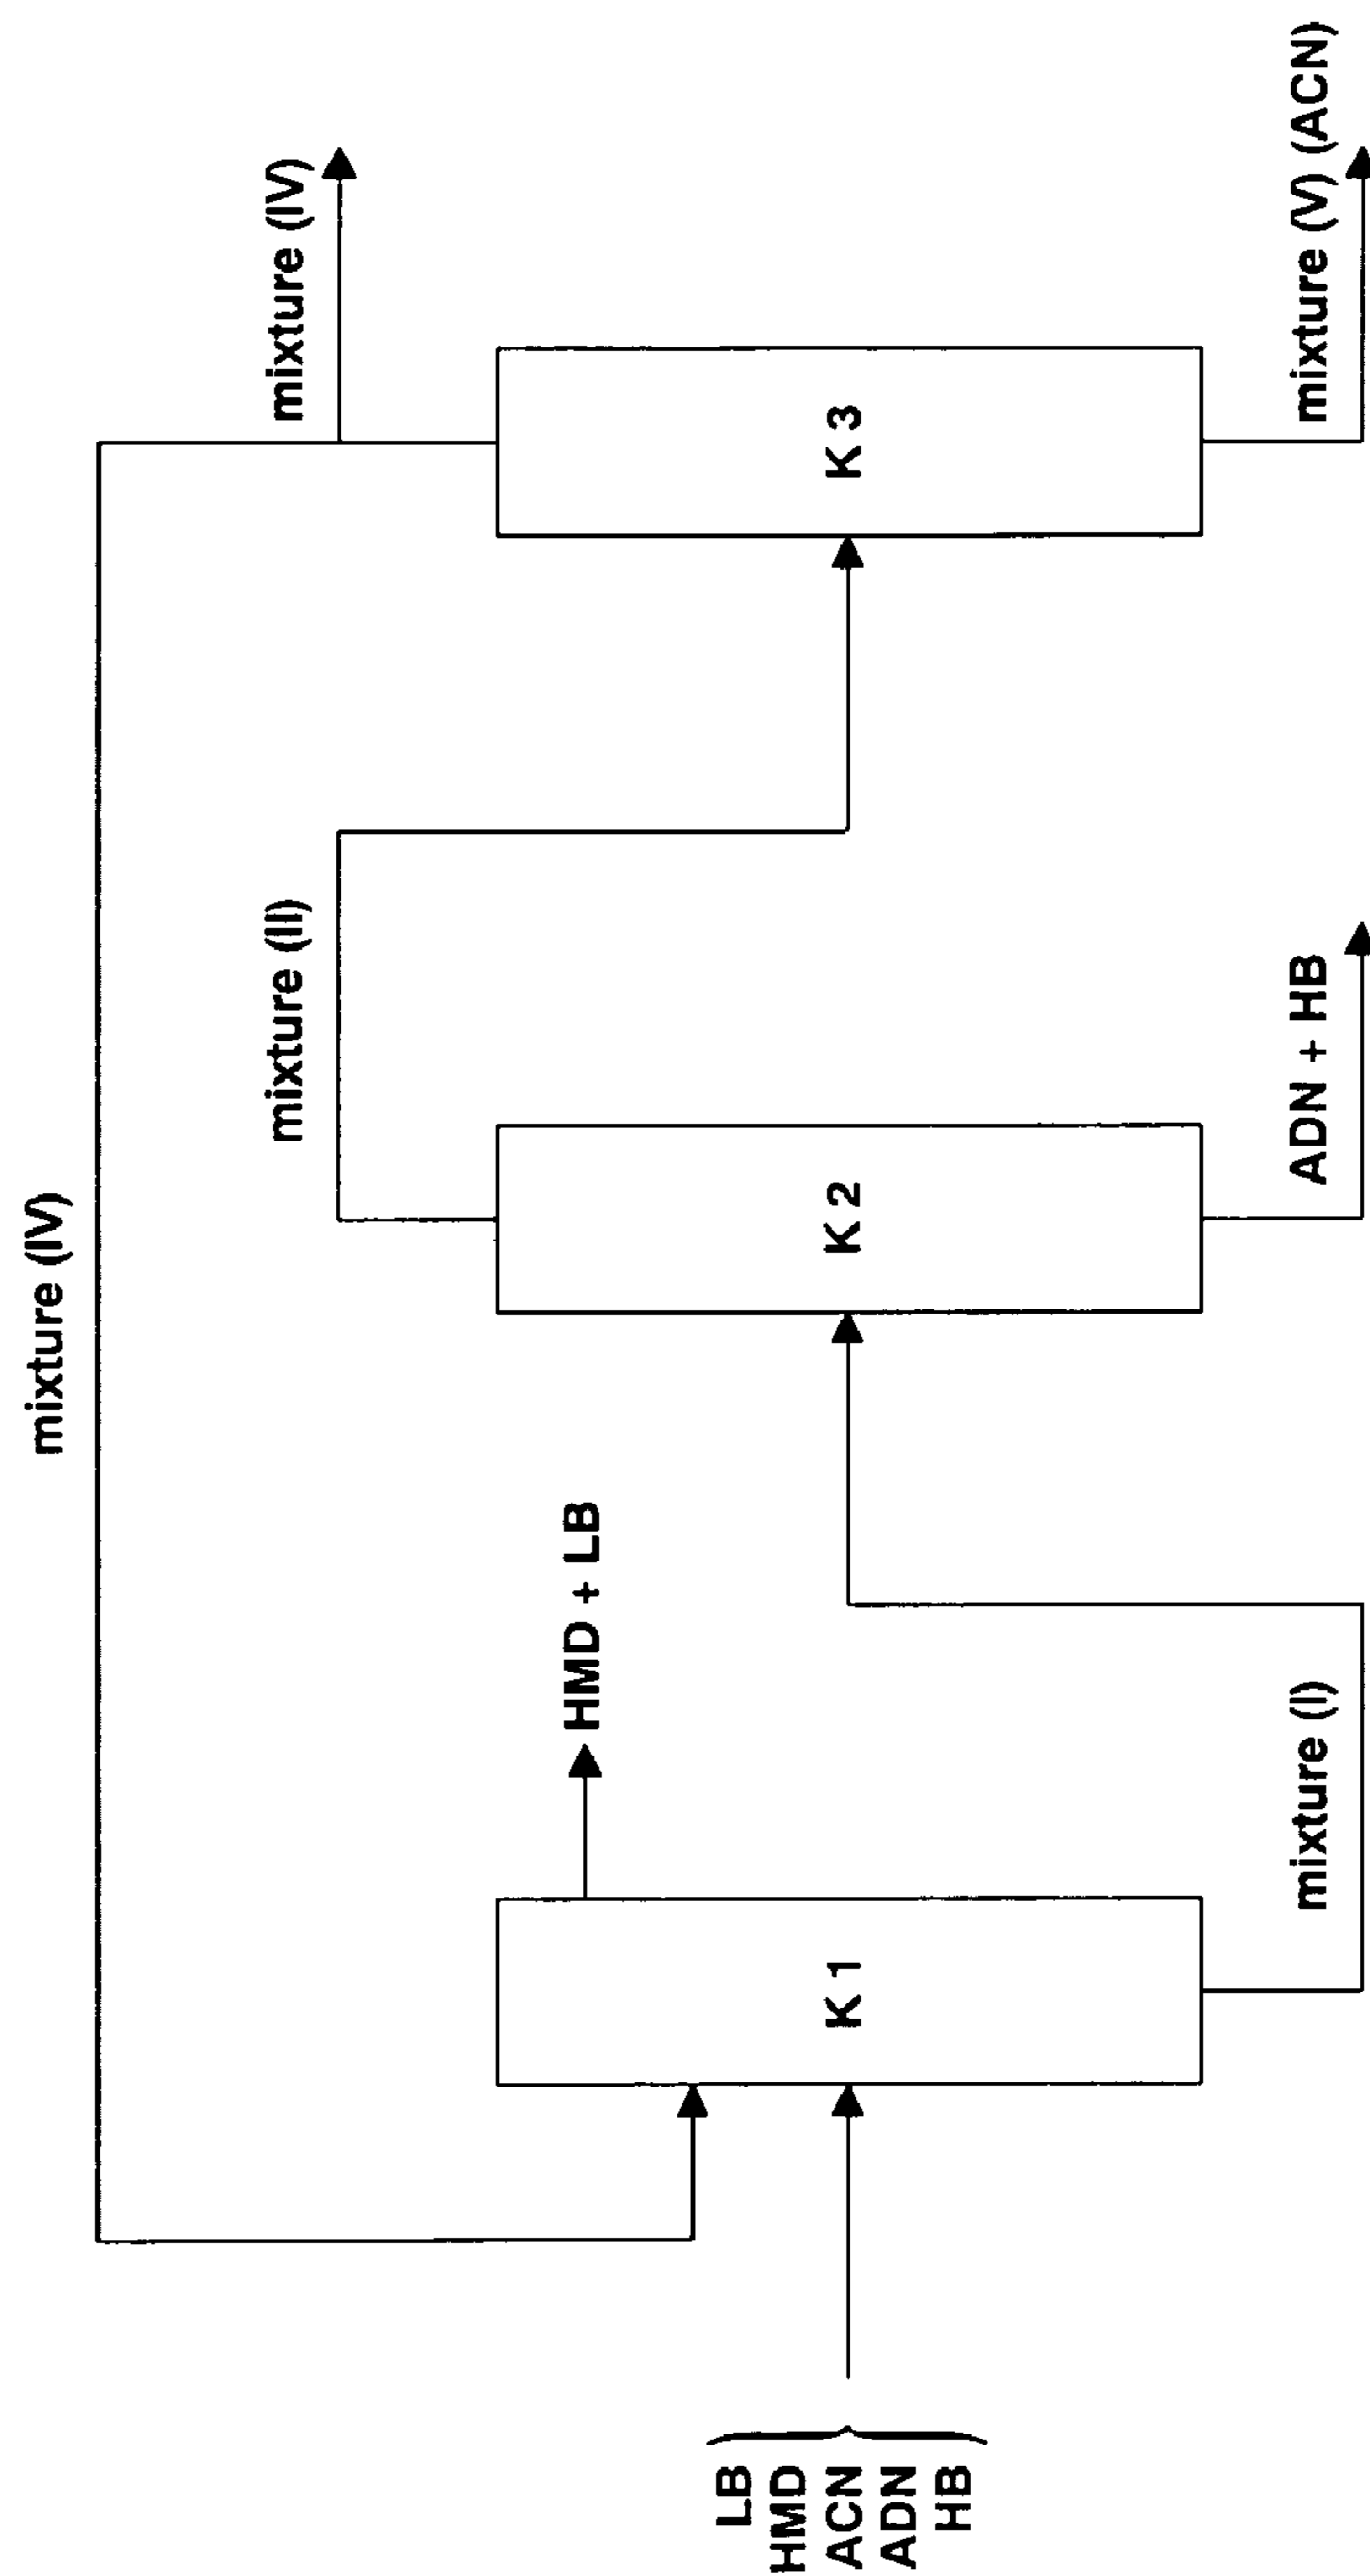 mixture (IV)
mixture (II)
mixture (IV)
HMD + LB
LB
HMD
ACN
ADN
HB
K 1
K 2
K 3
mixture (I)
ADN + HB
mixture (V) (ACN)